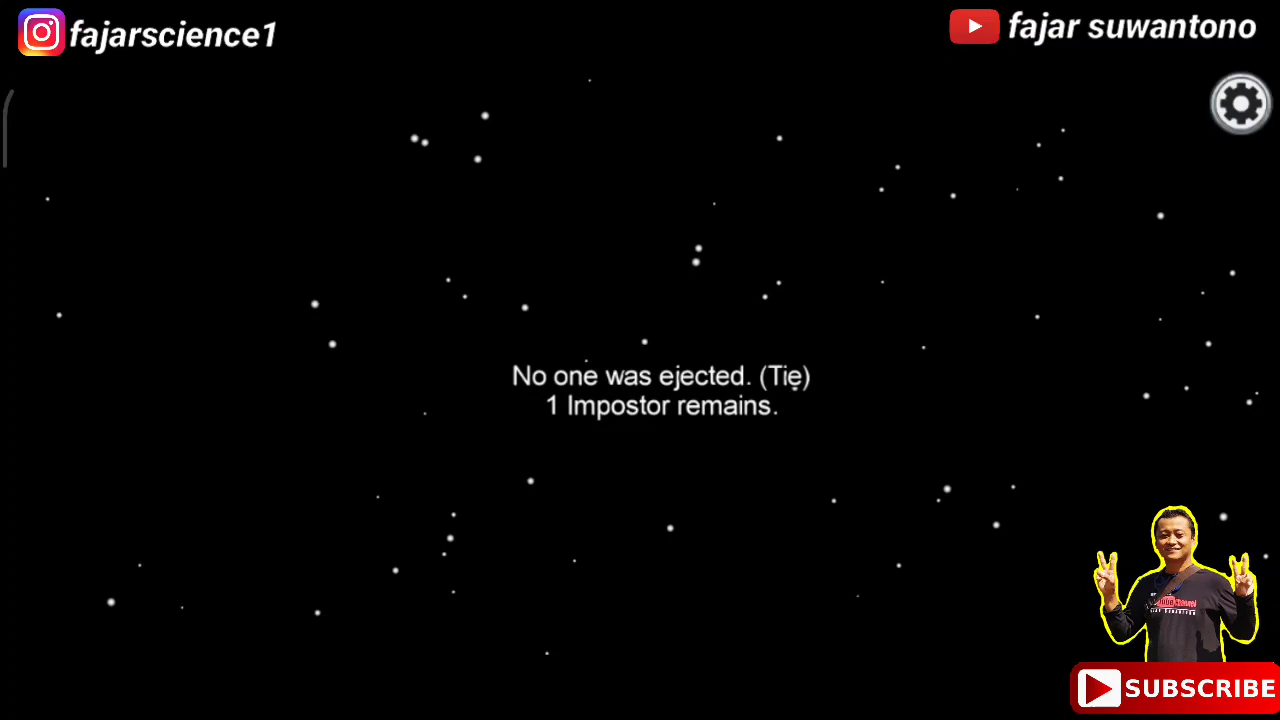 fajarscience1
fajar suwantono
No one was ejected. (Tie)
1 Impostor remains.
SUBSCRIBE